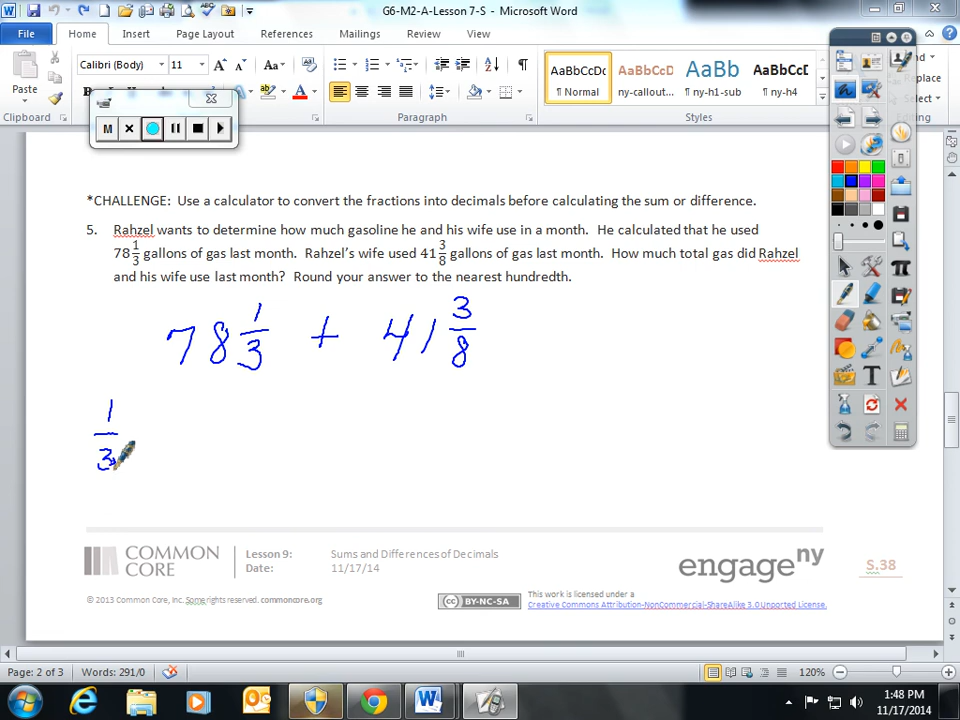 G6-M2-A-Lesson 7-S - Microsoft Word
File Home Insert Page Layout References Mailings Review View
Calibri (Body) 11 A A Aa
AaBbCcDc AaBbCcD AaBb AaBbCc
Paste ¶ Normal ny-callout... ¶ ny-h1-sub ¶ ny-h4
Clipboard Paragraph Styles
M
*CHALLENGE: Use a calculator to convert the fractions into decimals before calculating the sum or difference.
5. Rahzel wants to determine how much gasoline he and his wife use in a month. He calculated that he used
78 1/3 gallons of gas last month. Rahzel's wife used 41 3/8 gallons of gas last month. How much total gas did Rahzel
and his wife use last month? Round your answer to the nearest hundredth.
78 1/3 + 41 3/8
1/3
COMMON CORE
Lesson 9: Sums and Differences of Decimals
Date: 11/17/14
engageny
S.38
© 2013 Common Core, Inc. Some rights reserved. commoncore.org
cc BY-NC-SA
This work is licensed under a
Creative Commons Attribution-NonCommercial-ShareAlike 3.0 Unported License.
Page: 2 of 3 Words: 291/0 120%
1:48 PM
11/17/2014